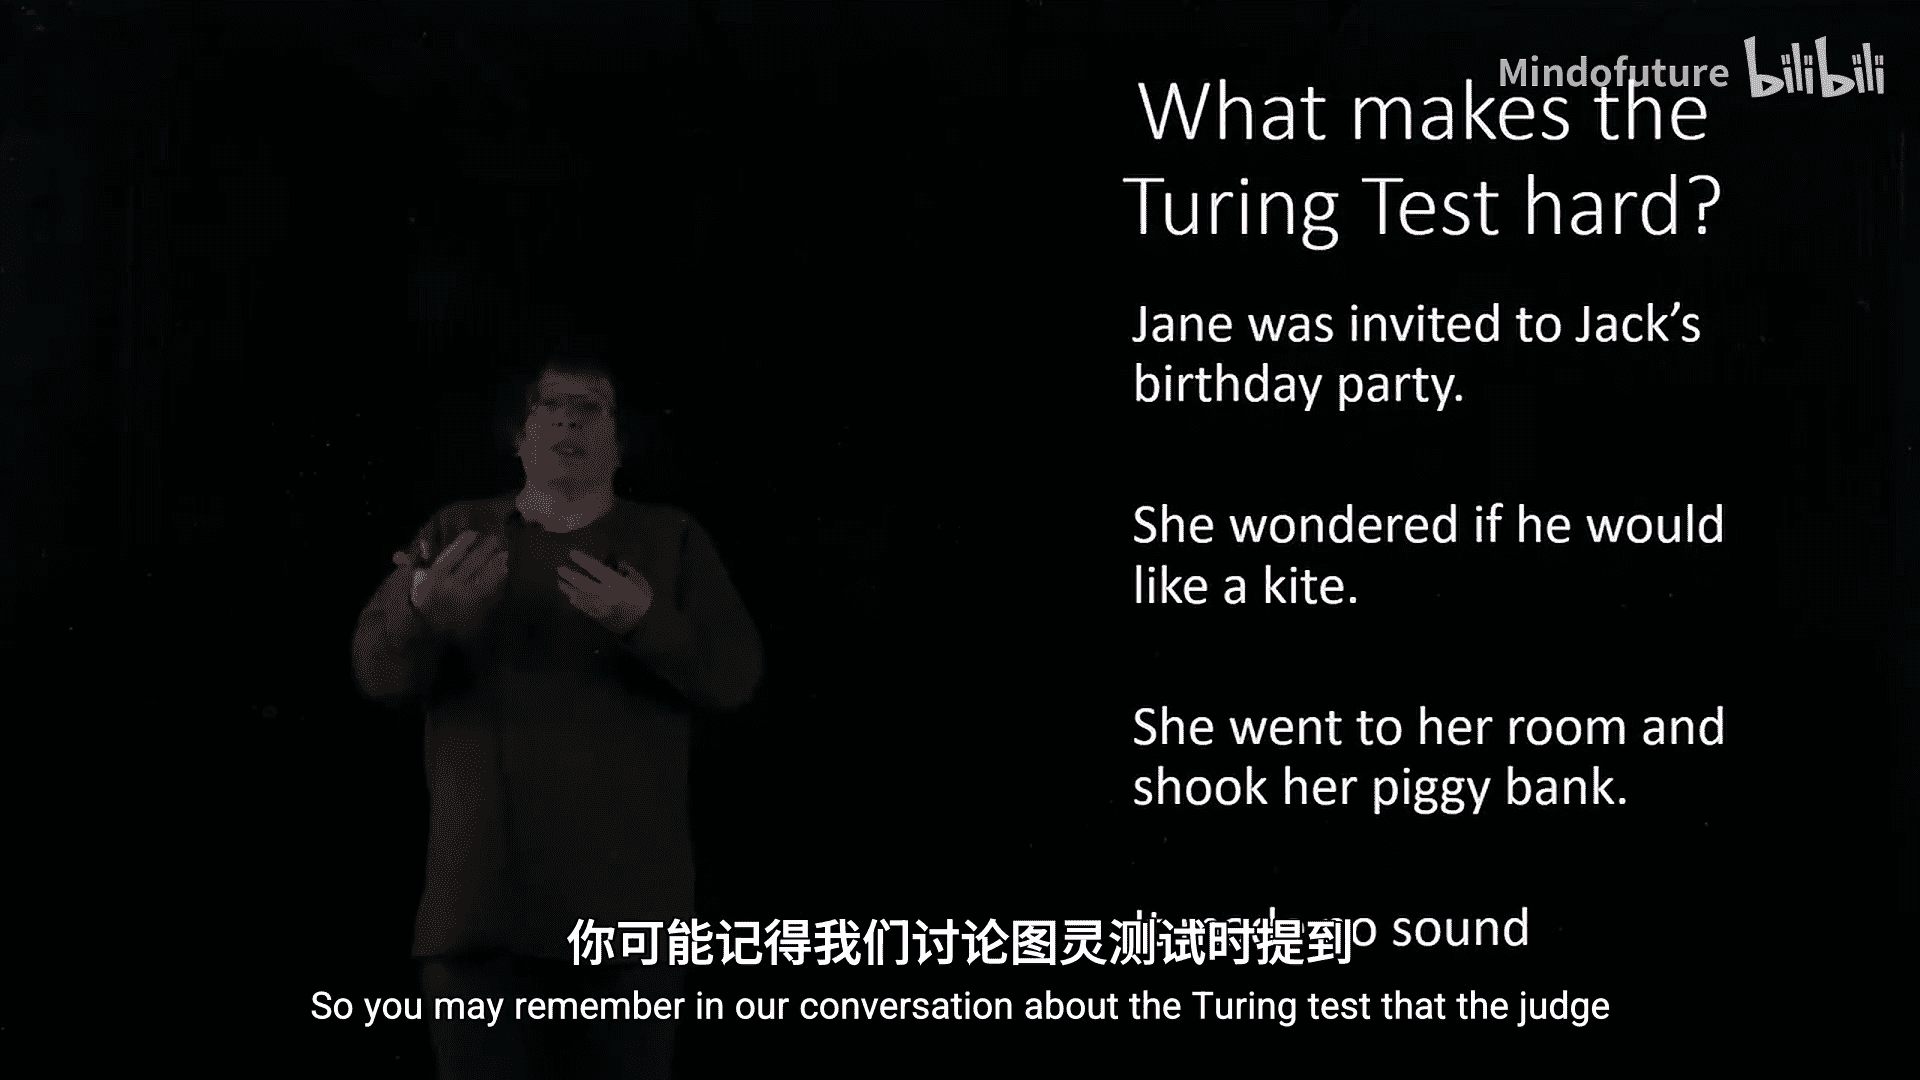 Mindofuture bilibili
What makes the
Turing Test hard?
Jane was invited to Jack’s
birthday party.
She wondered if he would
like a kite.
She went to her room and
shook her piggy bank.
sound
你可能记得我们讨论图灵测试时提到
So you may remember in our conversation about the Turing test that the judge